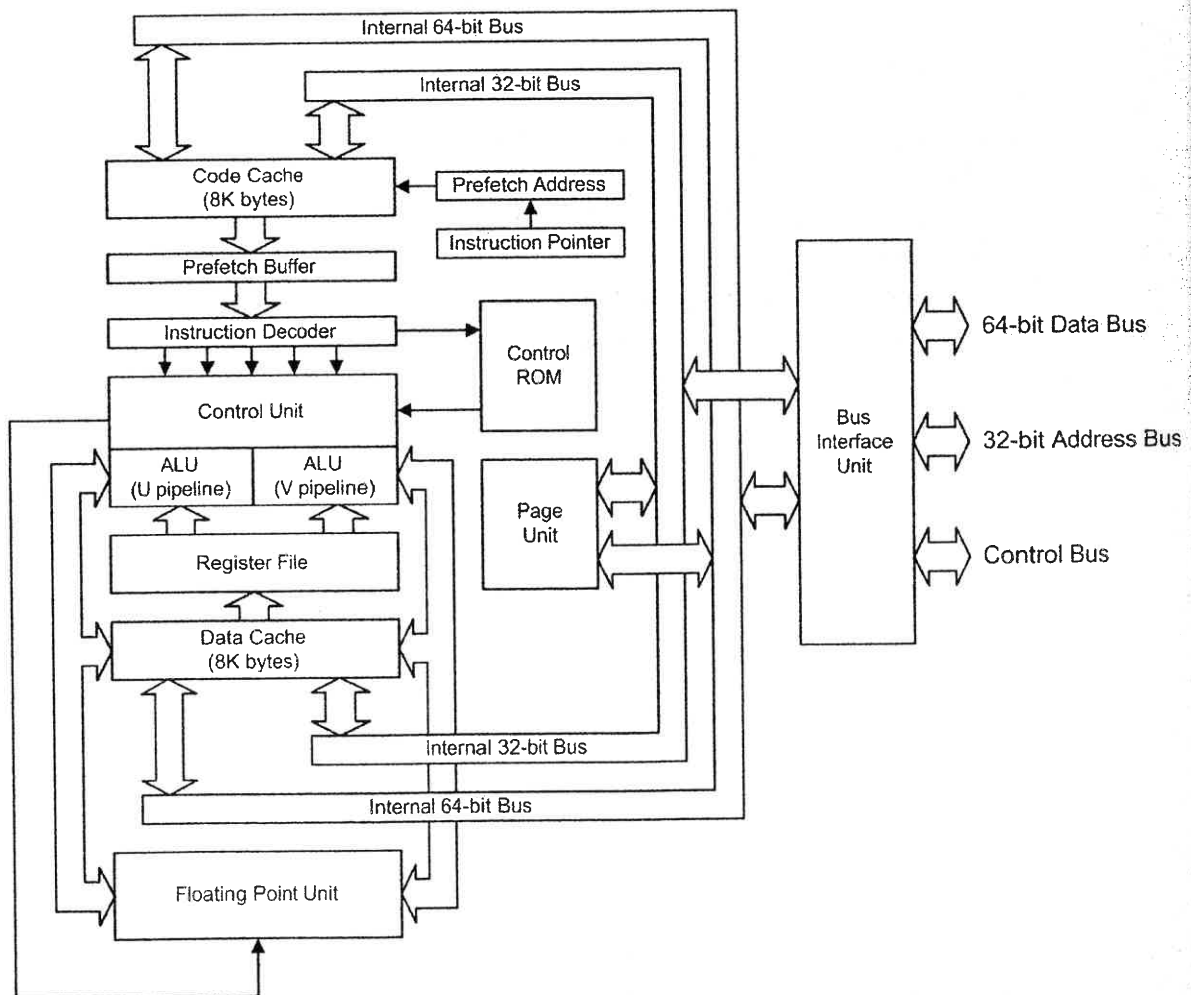 Internal 64-bit Bus
Internal 32-bit Bus
Code Cache
(8K bytes)
Prefetch Address
Instruction Pointer
Prefetch Buffer
Instruction Decoder
Control
ROM
Control Unit
ALU
(U pipeline)
ALU
(V pipeline)
Register File
Page
Unit
Data Cache
(8K bytes)
Bus
Interface
Unit
64-bit Data Bus
32-bit Address Bus
Control Bus
Internal 32-bit Bus
Internal 64-bit Bus
Floating Point Unit